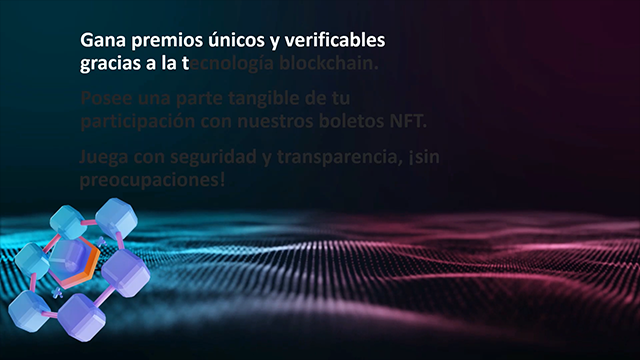 Gana premios únicos y verificables
gracias a la tecnología blockchain.
Posee una parte tangible de tu
participación con nuestros boletos NFT.
Juega con seguridad y transparencia, ¡sin
preocupaciones!